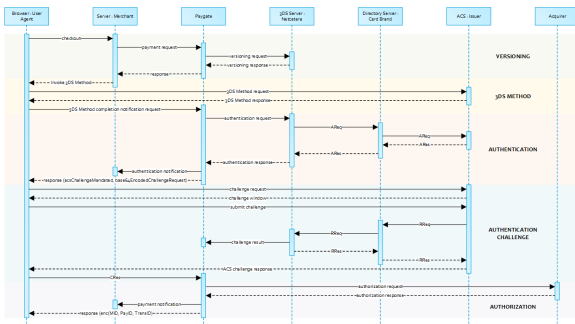 Browser - User
Agent
Server - Merchant
Paygate
3DS Server -
Netcetera
Directory Server -
Card Brand
ACS - Issuer
Acquirer
checkout
payment request
versioning request
versioning response
response
invoke 3DS Method
VERSIONING
3DS Method request
3DS Method response
3DS METHOD
3DS Method completion notification request
authentication request
AReq
AReq
ARes
ARes
authentication response
authentication notification
response (acsChallengeMandated, base64EncodedChallengeRequest)
AUTHENTICATION
challenge request
challenge window
submit challenge
RReq
RReq
challenge result
RRes
RRes
ACS challenge response
AUTHENTICATION
CHALLENGE
CRes
authorization request
authorization response
payment notification
response (enc(MID, PayID, TransID)
AUTHORIZATION